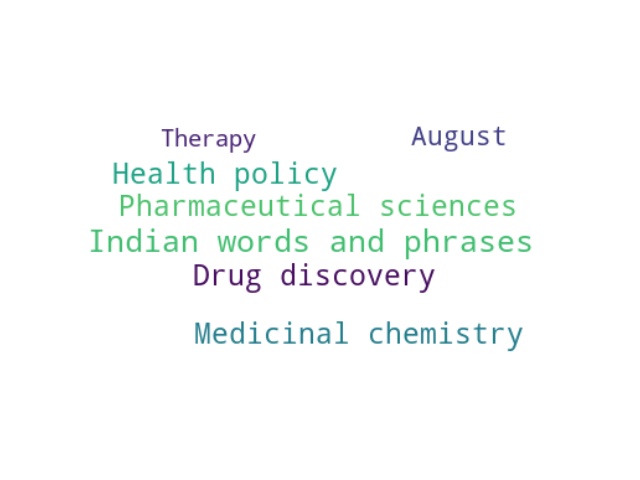 Therapy
August
Health policy
Pharmaceutical sciences
Indian words and phrases
Drug discovery
Medicinal chemistry